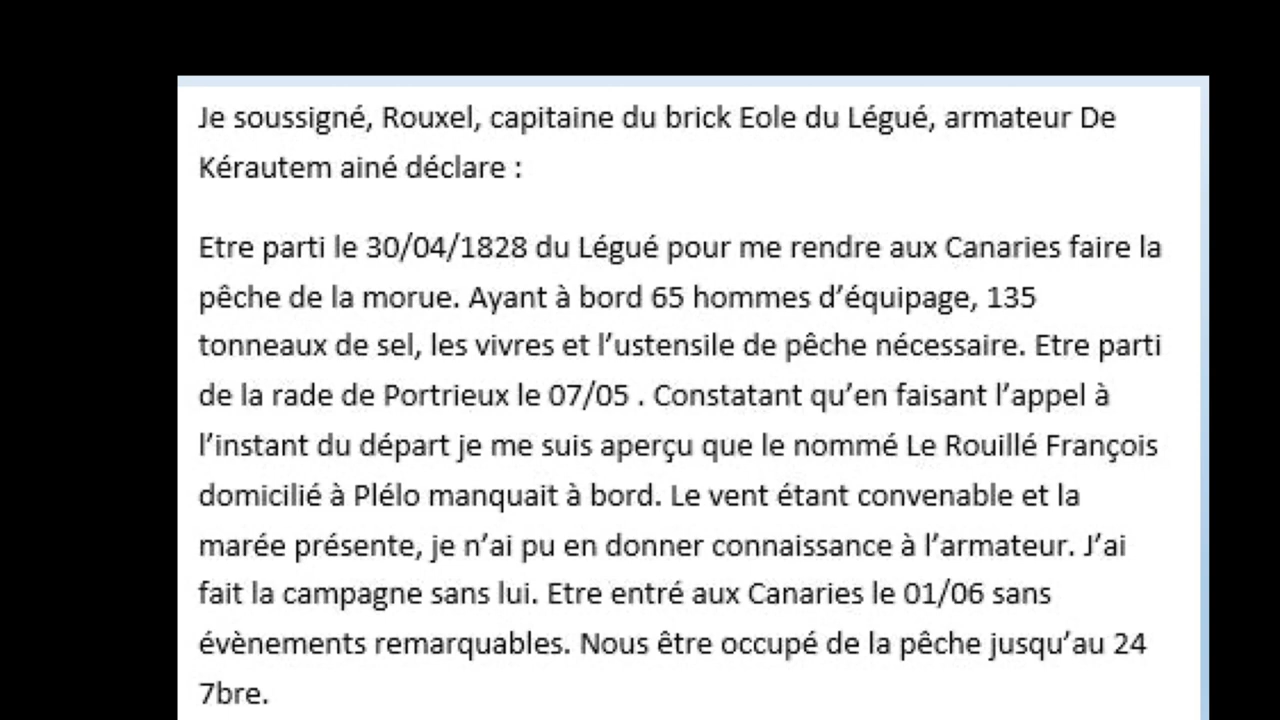 Je soussigné, Rouxel, capitaine du brick Eole du Légué, armateur De
Kérautem ainé déclare :
Etre parti le 30/04/1828 du Légué pour me rendre aux Canaries faire la
pêche de la morue. Ayant à bord 65 hommes d’équipage, 135
tonneaux de sel, les vivres et l’ustensile de pêche nécessaire. Etre parti
de la rade de Portrieux le 07/05 . Constatant qu’en faisant l’appel à
l’instant du départ je me suis aperçu que le nommé Le Rouillé François
domicilié à Plélo manquait à bord. Le vent étant convenable et la
marée présente, je n’ai pu en donner connaissance à l’armateur. J’ai
fait la campagne sans lui. Etre entré aux Canaries le 01/06 sans
évènements remarquables. Nous être occupé de la pêche jusqu’au 24
7bre.